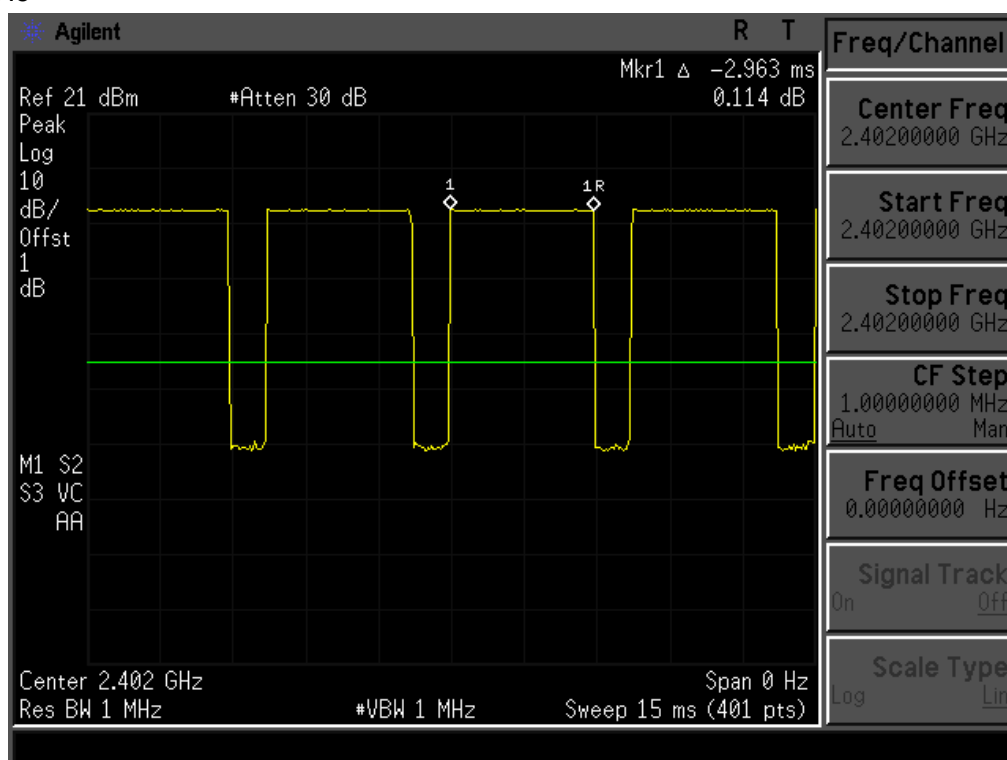 Agilent R T
Mkr1 Δ -2.963 ms
Ref 21 dBm #Atten 30 dB 0.114 dB
Peak
Log
10
dB/
Offst
1
dB
1
1R
M1 S2
S3 VC
AA
Center 2.402 GHz Span 0 Hz
Res BW 1 MHz #VBW 1 MHz Sweep 15 ms (401 pts)
Freq/Channel
Center Freq
2.40200000 GHz
Start Freq
2.40200000 GHz
Stop Freq
2.40200000 GHz
CF Step
1.00000000 MHz
Auto Man
Freq Offset
0.00000000 Hz
Signal Track
On Off
Scale Type
Log Lin